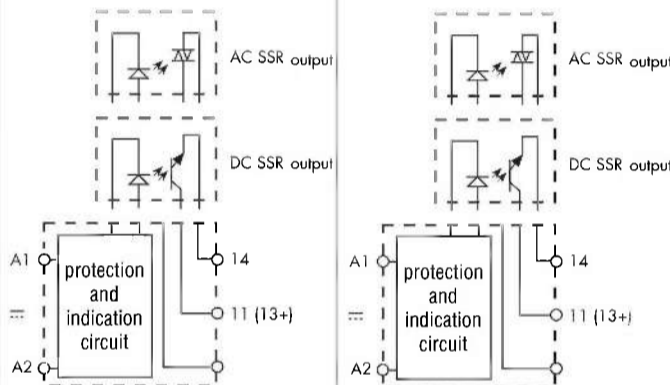 AC SSR output
DC SSR output
A1
14
protection
and
indication
circuit
11 (13+)
A2
AC SSR output
DC SSR output
A1
14
protection
and
indication
circuit
11 (13+)
A2